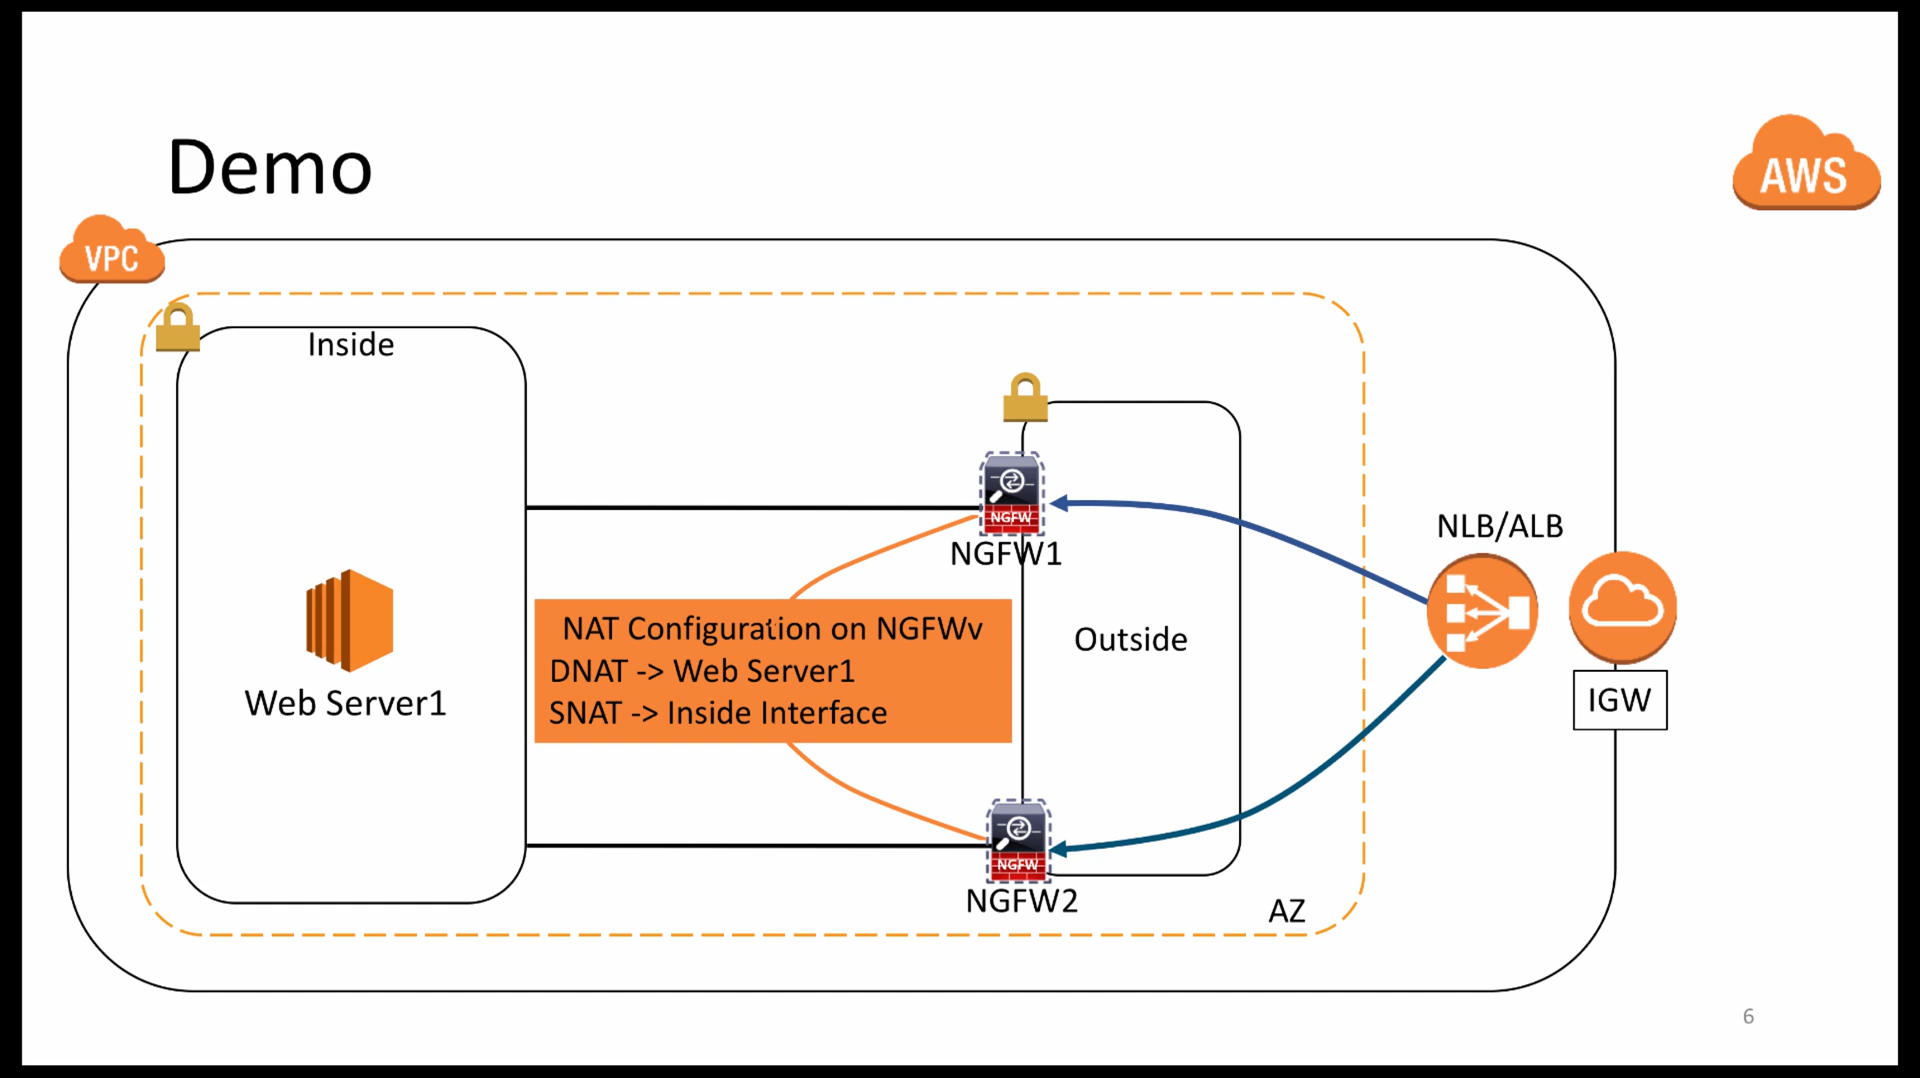 Demo
AWS
VPC
Inside
NGFW
NGFW1
NLB/ALB
NAT Configuration on NGFWv
DNAT -> Web Server1
SNAT -> Inside Interface
Outside
Web Server1
IGW
NGFW
NGFW2
AZ
6